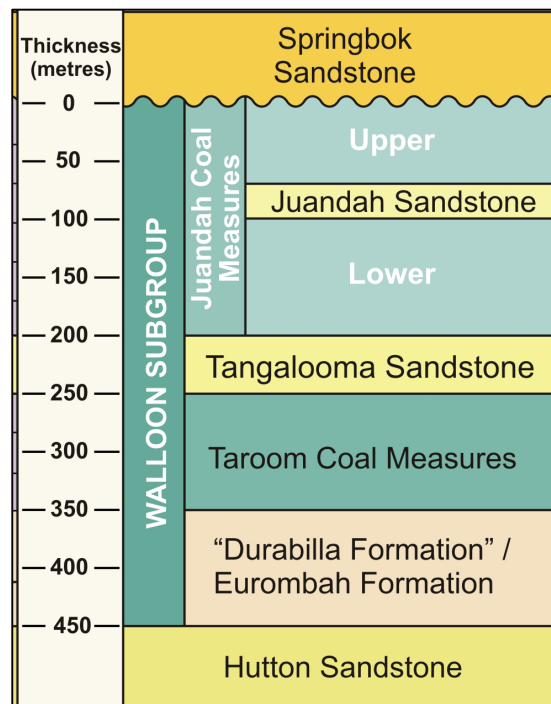 Thickness
(metres)
Springbok
Sandstone
0
50
100
150
200
250
300
350
400
450
WALLOON SUBGROUP
Juandah Coal
Measures
Upper
Juandah Sandstone
Lower
Tangalooma Sandstone
Taroom Coal Measures
“Durabilla Formation” /
Eurombah Formation
Hutton Sandstone